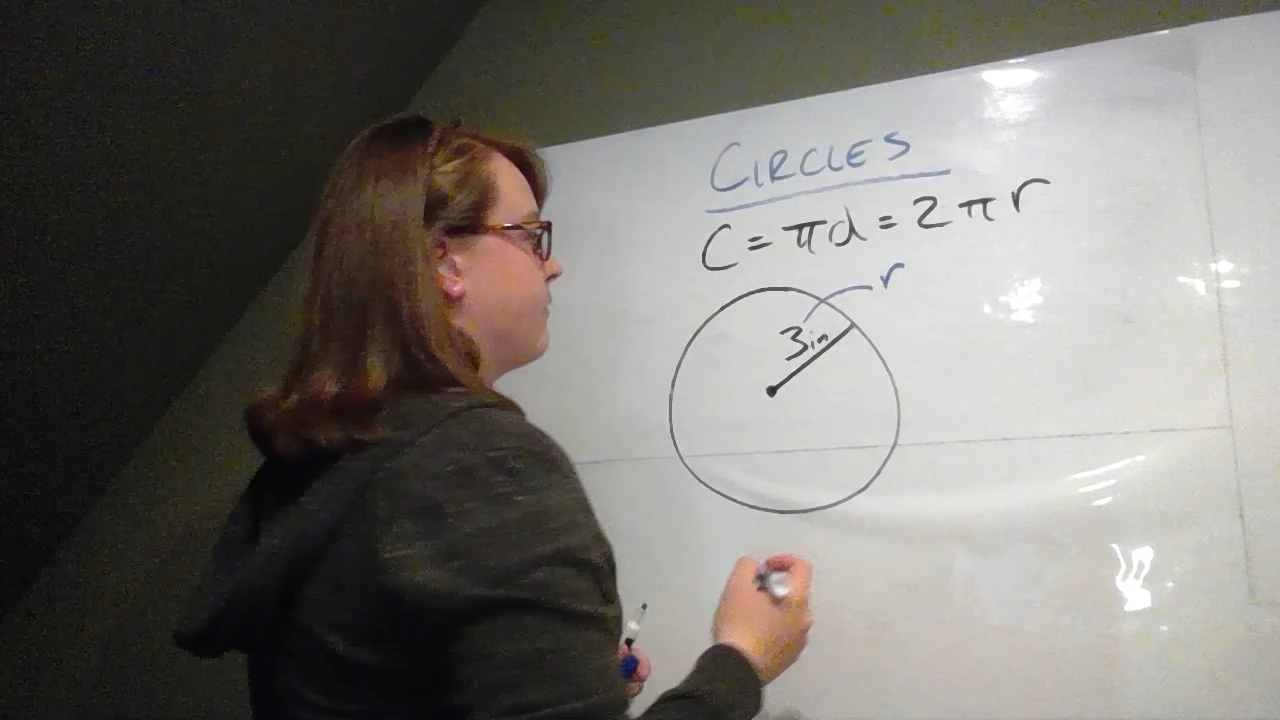 CIRCLES
C = πd = 2πr
r
3in